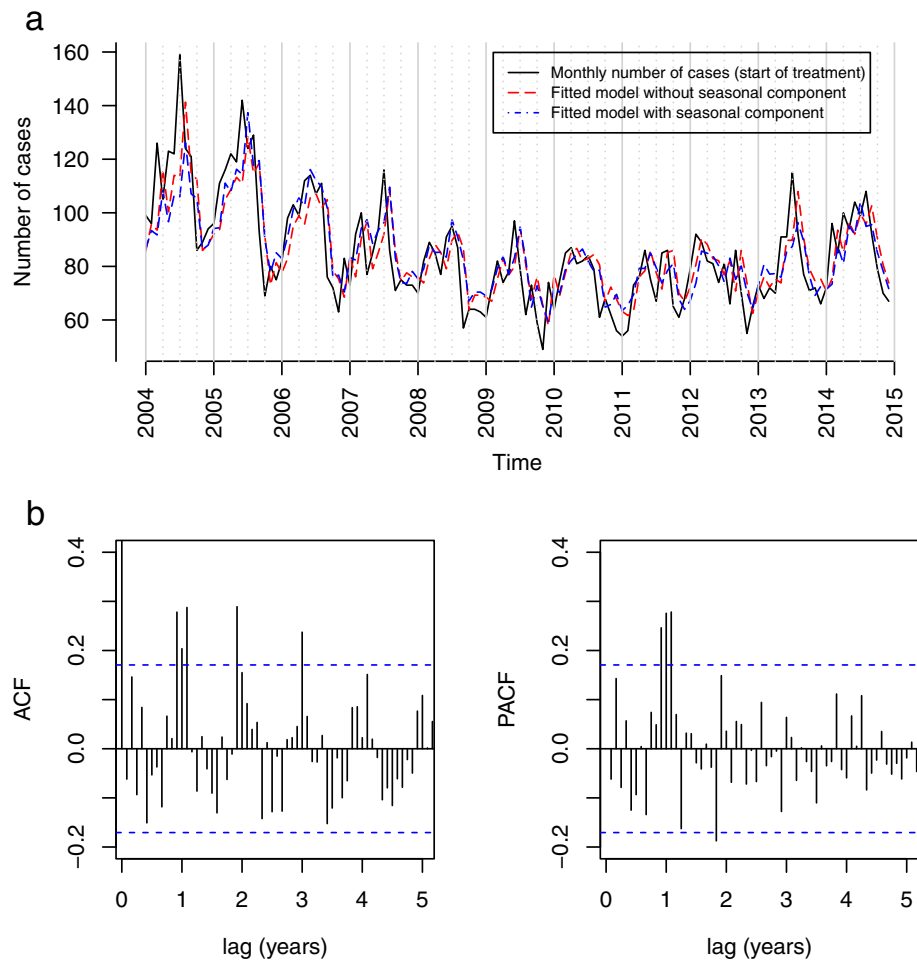 a
160
140
120
100
80
60
Number of cases
Monthly number of cases (start of treatment)
Fitted model without seasonal component
Fitted model with seasonal component
2004
2005
2006
2007
2008
2009
2010
2011
2012
2013
2014
2015
Time
b
0.4
0.2
0.0
−0.2
ACF
0 1 2 3 4 5
lag (years)
0.4
0.2
0.0
−0.2
PACF
0 1 2 3 4 5
lag (years)